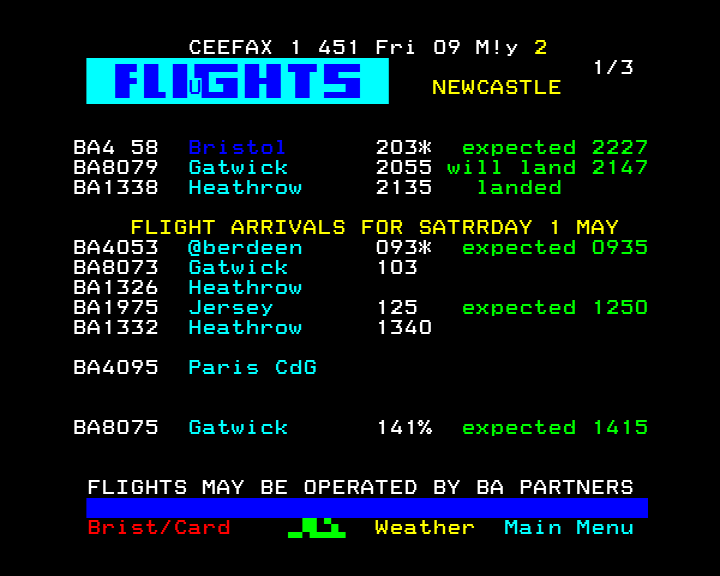 CEEFAX 1 451 Fri 09 M!y 2
1/3
FLIuGHTS
NEWCASTLE
BA4 58 Bristol 203* expected 2227
BA8079 Gatwick 2055 will land 2147
BA1338 Heathrow 2135 landed
FLIGHT ARRIVALS FOR SATRRDAY 1 MAY
BA4053 @berdeen 093* expected 0935
BA8073 Gatwick 103
BA1326 Heathrow
BA1975 Jersey 125 expected 1250
BA1332 Heathrow 1340
BA4095 Paris CdG
BA8075 Gatwick 141% expected 1415
FLIGHTS MAY BE OPERATED BY BA PARTNERS
Brist/Card Weather Main Menu